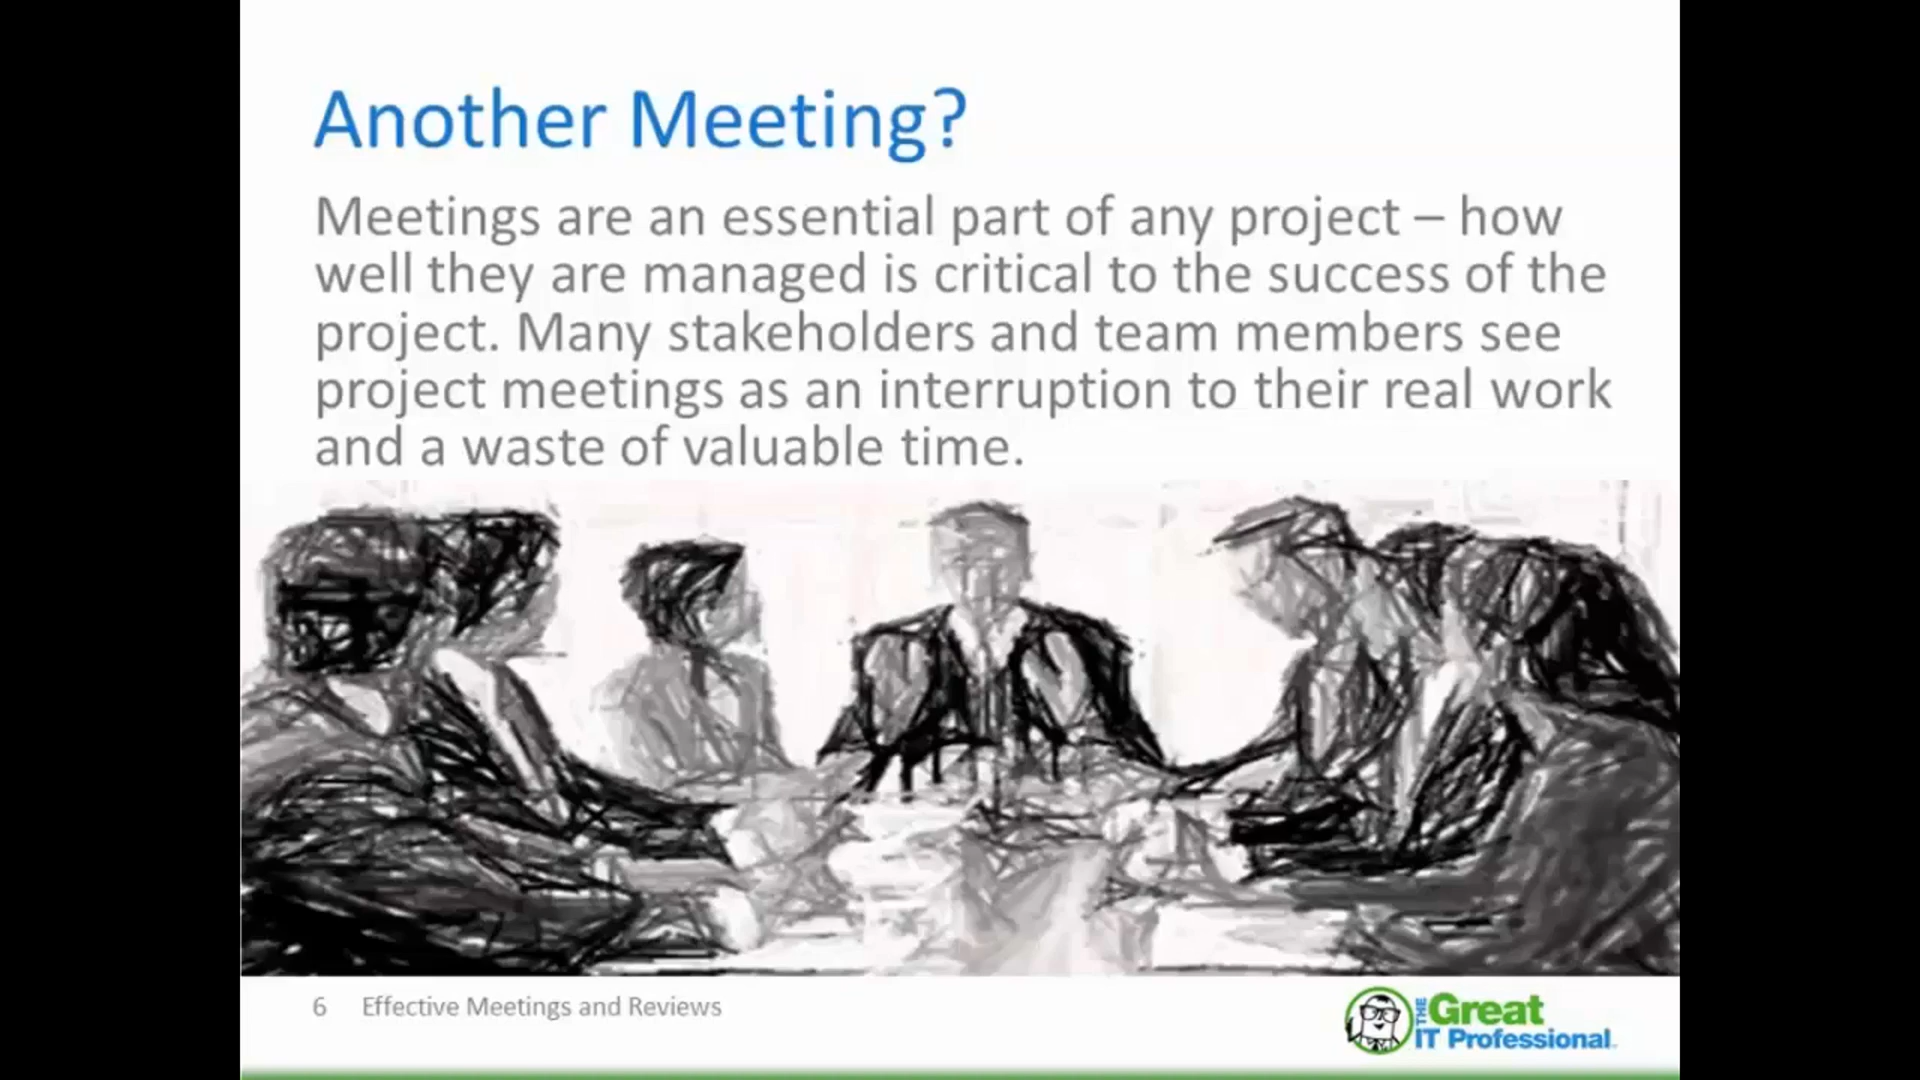 Another Meeting?
Meetings are an essential part of any project – how
well they are managed is critical to the success of the
project. Many stakeholders and team members see
project meetings as an interruption to their real work
and a waste of valuable time.
6 Effective Meetings and Reviews
THE Great
IT Professional